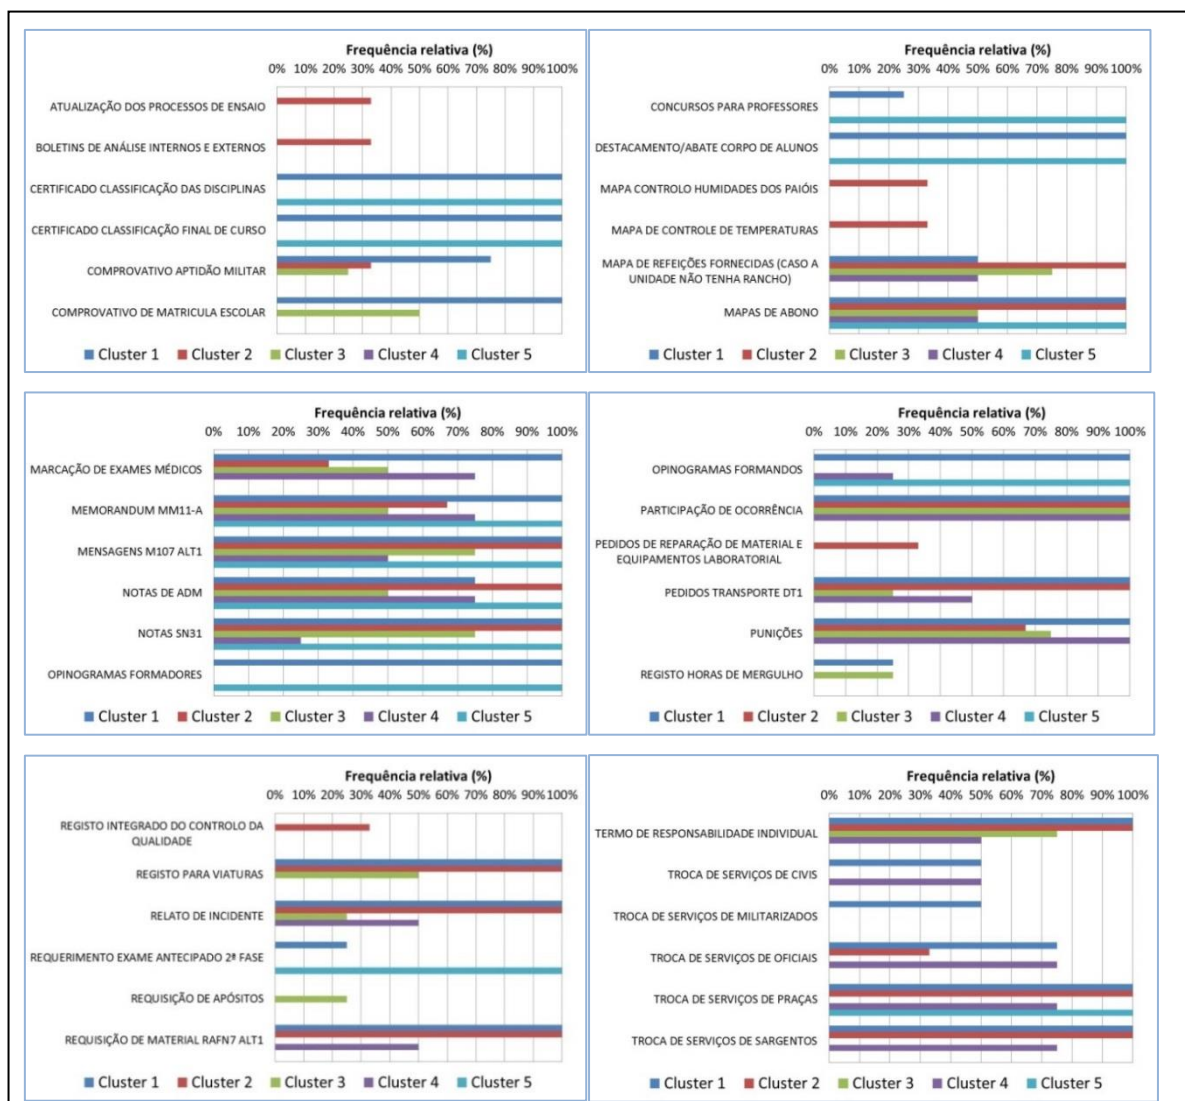 Frequência relativa (%)
0% 10% 20% 30% 40% 50% 60% 70% 80% 90% 100%
ATUALIZAÇÃO DOS PROCESSOS DE ENSAIO
BOLETINS DE ANÁLISE INTERNOS E EXTERNOS
CERTIFICADO CLASSIFICAÇÃO DAS DISCIPLINAS
CERTIFICADO CLASSIFICAÇÃO FINAL DE CURSO
COMPROVATIVO APTIDÃO MILITAR
COMPROVATIVO DE MATRICULA ESCOLAR
Cluster 1 Cluster 2 Cluster 3 Cluster 4 Cluster 5
Frequência relativa (%)
0% 10% 20% 30% 40% 50% 60% 70% 80% 90% 100%
CONCURSOS PARA PROFESSORES
DESTACAMENTO/ABATE CORPO DE ALUNOS
MAPA CONTROLO HUMIDADES DOS PAIÓIS
MAPA DE CONTROLE DE TEMPERATURAS
MAPA DE REFEIÇÕES FORNECIDAS (CASO A
UNIDADE NÃO TENHA RANCHO)
MAPAS DE ABONO
Cluster 1 Cluster 2 Cluster 3 Cluster 4 Cluster 5
Frequência relativa (%)
0% 10% 20% 30% 40% 50% 60% 70% 80% 90% 100%
MARCAÇÃO DE EXAMES MÉDICOS
MEMORANDUM MM11-A
MENSAGENS M107 ALT1
NOTAS DE ADM
NOTAS SN31
OPINOGRAMAS FORMADORES
Cluster 1 Cluster 2 Cluster 3 Cluster 4 Cluster 5
Frequência relativa (%)
0% 10% 20% 30% 40% 50% 60% 70% 80% 90% 100%
OPINOGRAMAS FORMANDOS
PARTICIPAÇÃO DE OCORRÊNCIA
PEDIDOS DE REPARAÇÃO DE MATERIAL E
EQUIPAMENTOS LABORATORIAL
PEDIDOS TRANSPORTE DT1
PUNIÇÕES
REGISTO HORAS DE MERGULHO
Cluster 1 Cluster 2 Cluster 3 Cluster 4 Cluster 5
Frequência relativa (%)
0% 10% 20% 30% 40% 50% 60% 70% 80% 90% 100%
REGISTO INTEGRADO DO CONTROLO DA
QUALIDADE
REGISTO PARA VIATURAS
RELATO DE INCIDENTE
REQUERIMENTO EXAME ANTECIPADO 2ª FASE
REQUISIÇÃO DE APÓSITOS
REQUISIÇÃO DE MATERIAL RAFN7 ALT1
Cluster 1 Cluster 2 Cluster 3 Cluster 4 Cluster 5
Frequência relativa (%)
0% 10% 20% 30% 40% 50% 60% 70% 80% 90% 100%
TERMO DE RESPONSABILIDADE INDIVIDUAL
TROCA DE SERVIÇOS DE CIVIS
TROCA DE SERVIÇOS DE MILITARIZADOS
TROCA DE SERVIÇOS DE OFICIAIS
TROCA DE SERVIÇOS DE PRAÇAS
TROCA DE SERVIÇOS DE SARGENTOS
Cluster 1 Cluster 2 Cluster 3 Cluster 4 Cluster 5